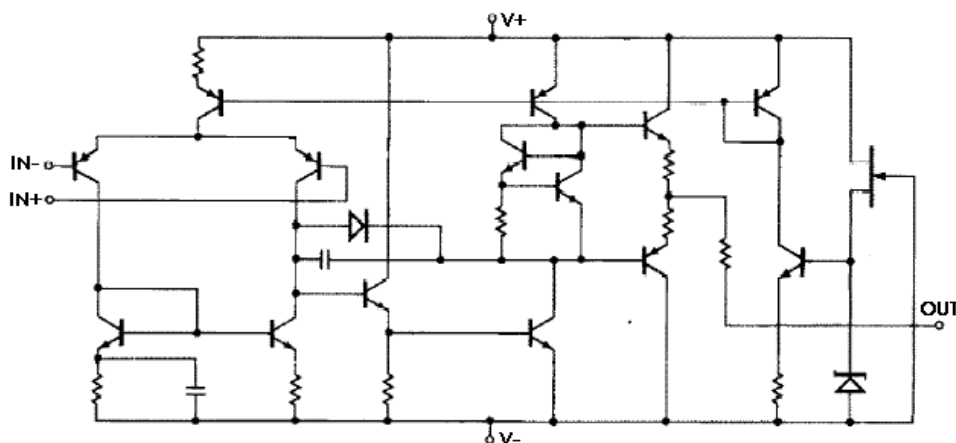 V+
IN-
IN+
OUT
V-